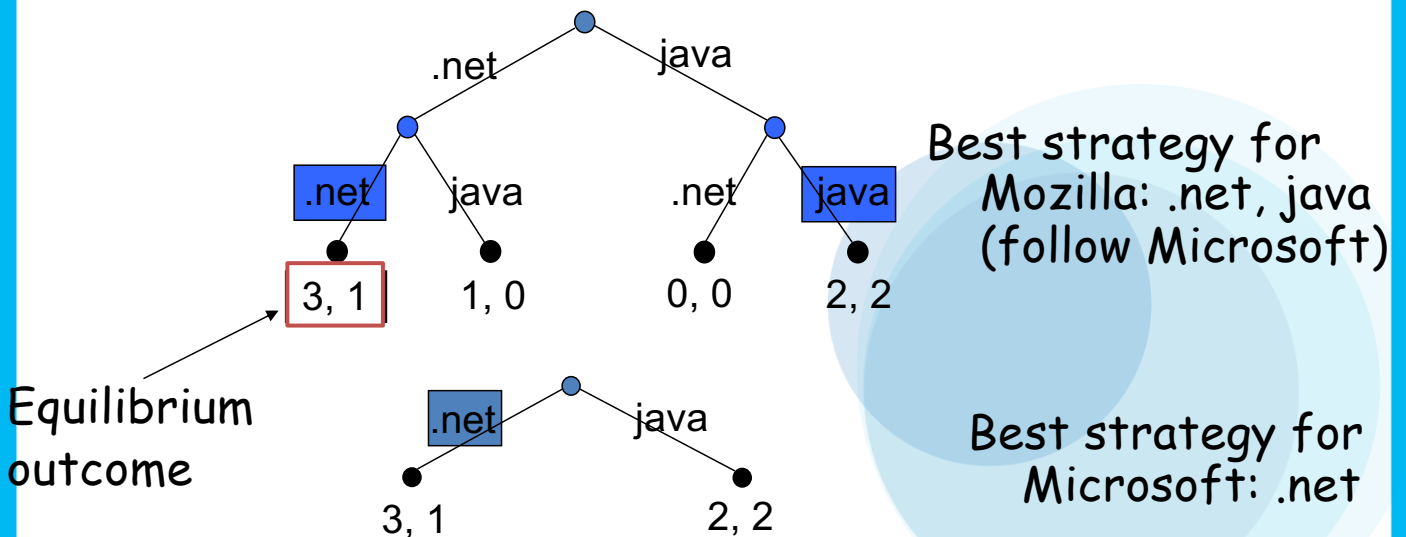 .net java
.net java .net java
3, 1 1, 0 0, 0 2, 2
Best strategy for
Mozilla: .net, java
(follow Microsoft)
Equilibrium
outcome
.net java
3, 1 2, 2
Best strategy for
Microsoft: .net